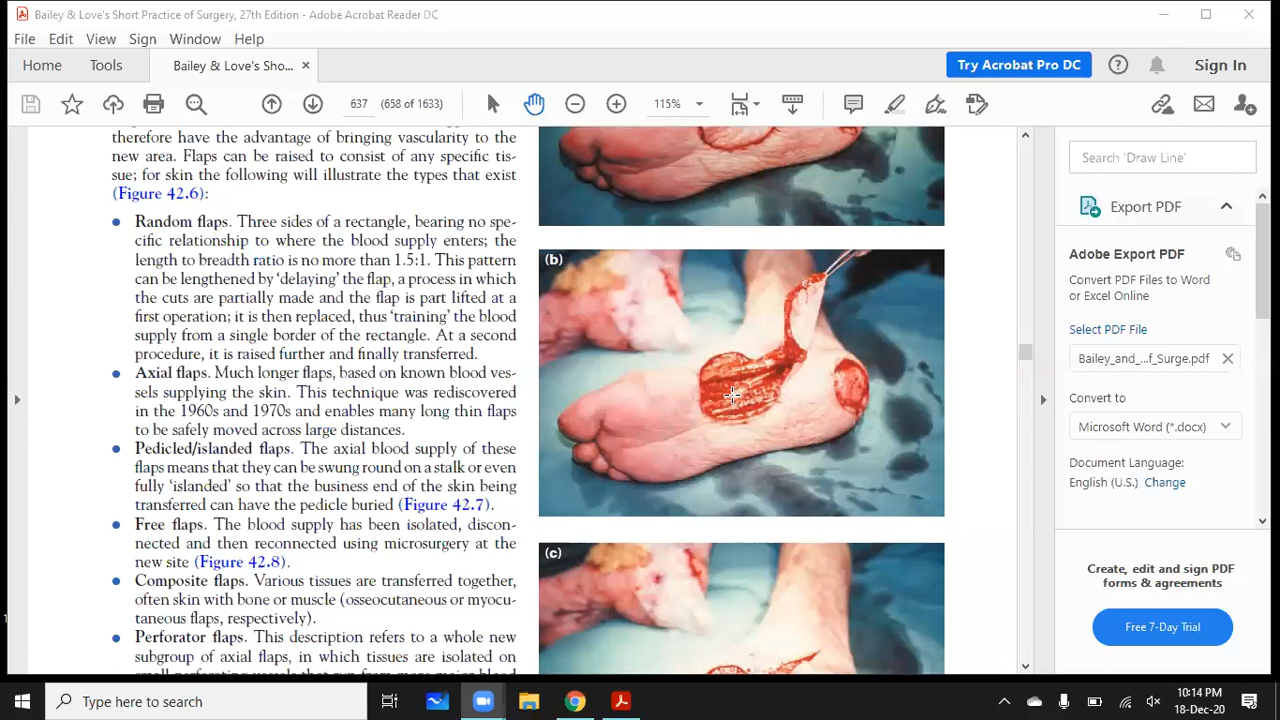 Bailey & Love's Short Practice of Surgery, 27th Edition - Adobe Acrobat Reader DC
File Edit View Sign Window Help
Home Tools Bailey & Love's Sho... × Try Acrobat Pro DC Sign In
637 (658 of 1633) 115%
therefore have the advantage of bringing vascularity to the
new area. Flaps can be raised to consist of any specific tis-
sue; for skin the following will illustrate the types that exist
(Figure 42.6):
• Random flaps. Three sides of a rectangle, bearing no spe-
cific relationship to where the blood supply enters; the
length to breadth ratio is no more than 1.5:1. This pattern
can be lengthened by 'delaying' the flap, a process in which
the cuts are partially made and the flap is part lifted at a
first operation; it is then replaced, thus 'training' the blood
supply from a single border of the rectangle. At a second
procedure, it is raised further and finally transferred.
• Axial flaps. Much longer flaps, based on known blood ves-
sels supplying the skin. This technique was rediscovered
in the 1960s and 1970s and enables many long thin flaps
to be safely moved across large distances.
• Pedicled/islanded flaps. The axial blood supply of these
flaps means that they can be swung round on a stalk or even
fully 'islanded' so that the business end of the skin being
transferred can have the pedicle buried (Figure 42.7).
• Free flaps. The blood supply has been isolated, discon-
nected and then reconnected using microsurgery at the
new site (Figure 42.8).
• Composite flaps. Various tissues are transferred together,
often skin with bone or muscle (osseocutaneous or myocu-
taneous flaps, respectively).
• Perforator flaps. This description refers to a whole new
subgroup of axial flaps, in which tissues are isolated on
(b)
(c)
Search 'Draw Line'
Export PDF
Adobe Export PDF
Convert PDF Files to Word
or Excel Online
Select PDF File
Bailey_and_...f_Surge.pdf ×
Convert to
Microsoft Word (*.docx)
Document Language:
English (U.S.) Change
Create, edit and sign PDF
forms & agreements
Free 7-Day Trial
Type here to search
10:14 PM
18-Dec-20